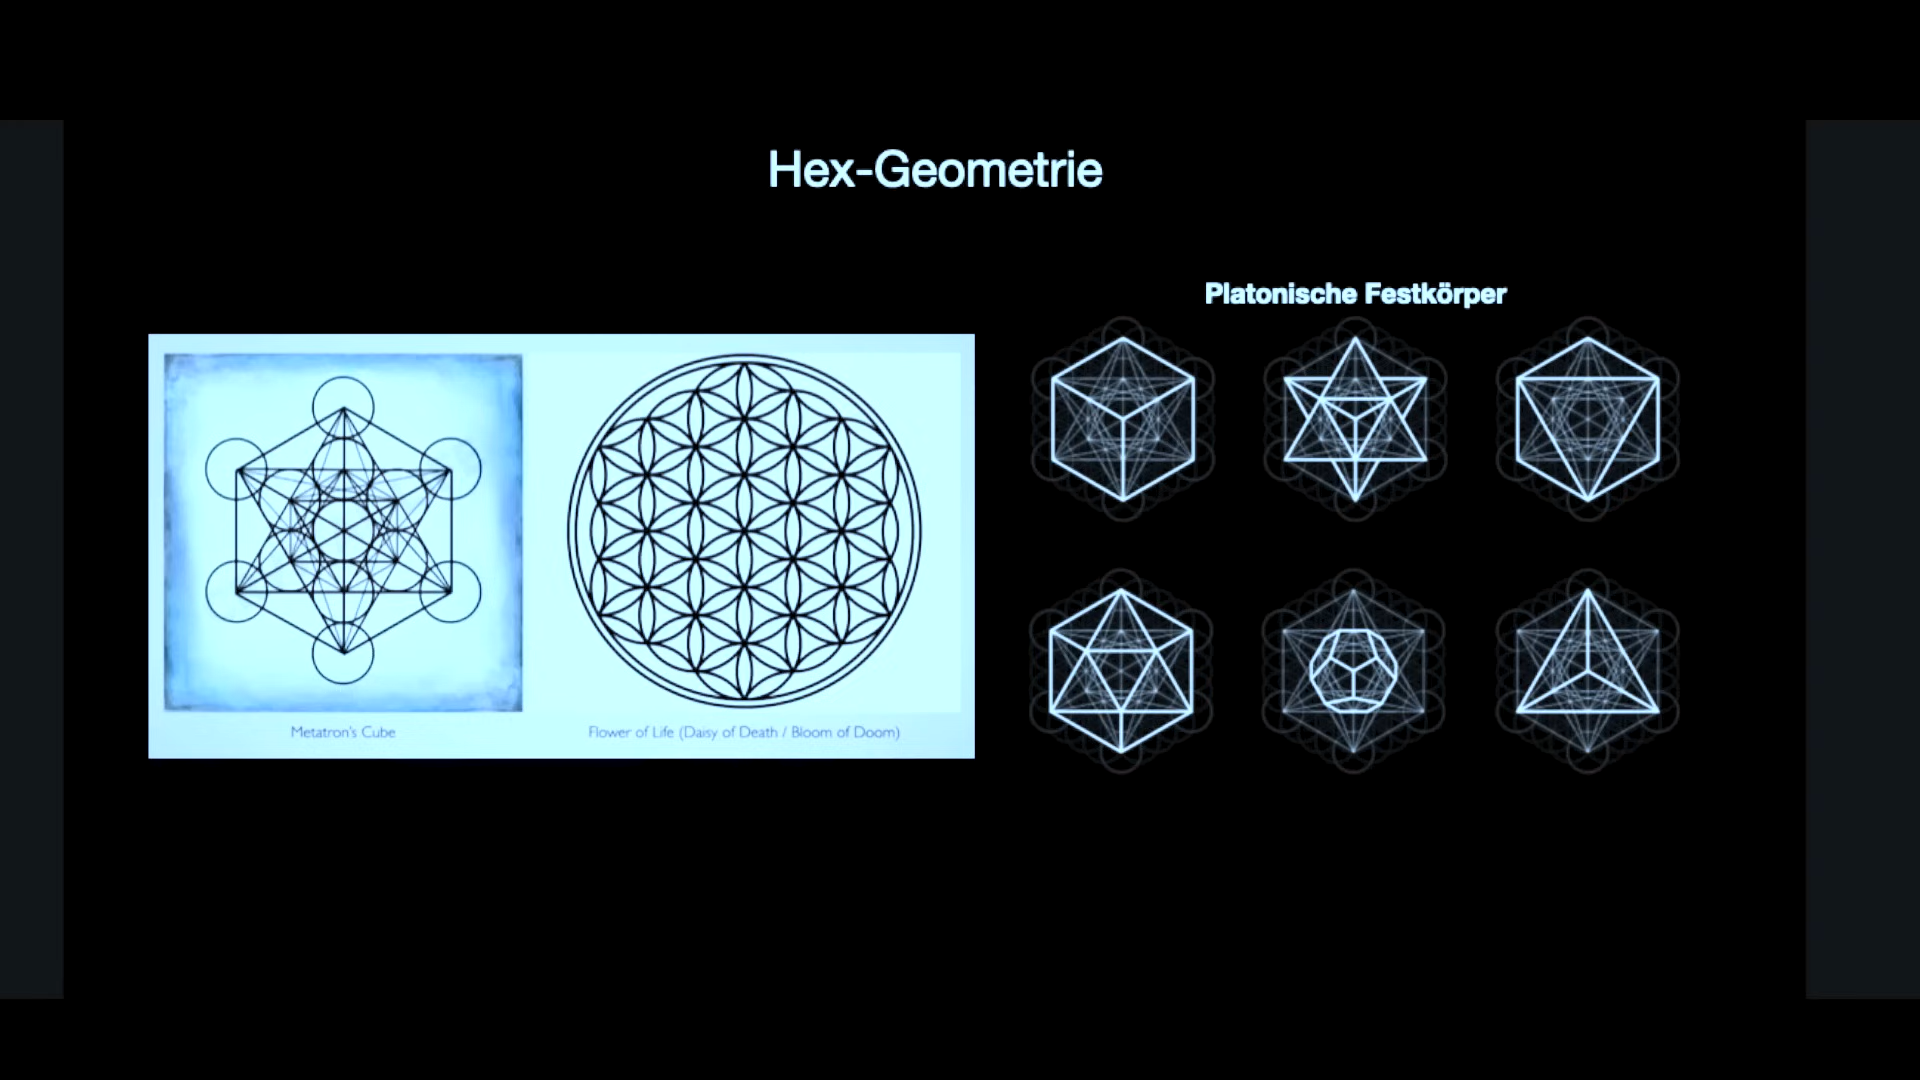 Hex-Geometrie
Platonische Festkörper
Metatron's Cube
Flower of Life (Daisy of Death / Bloom of Doom)